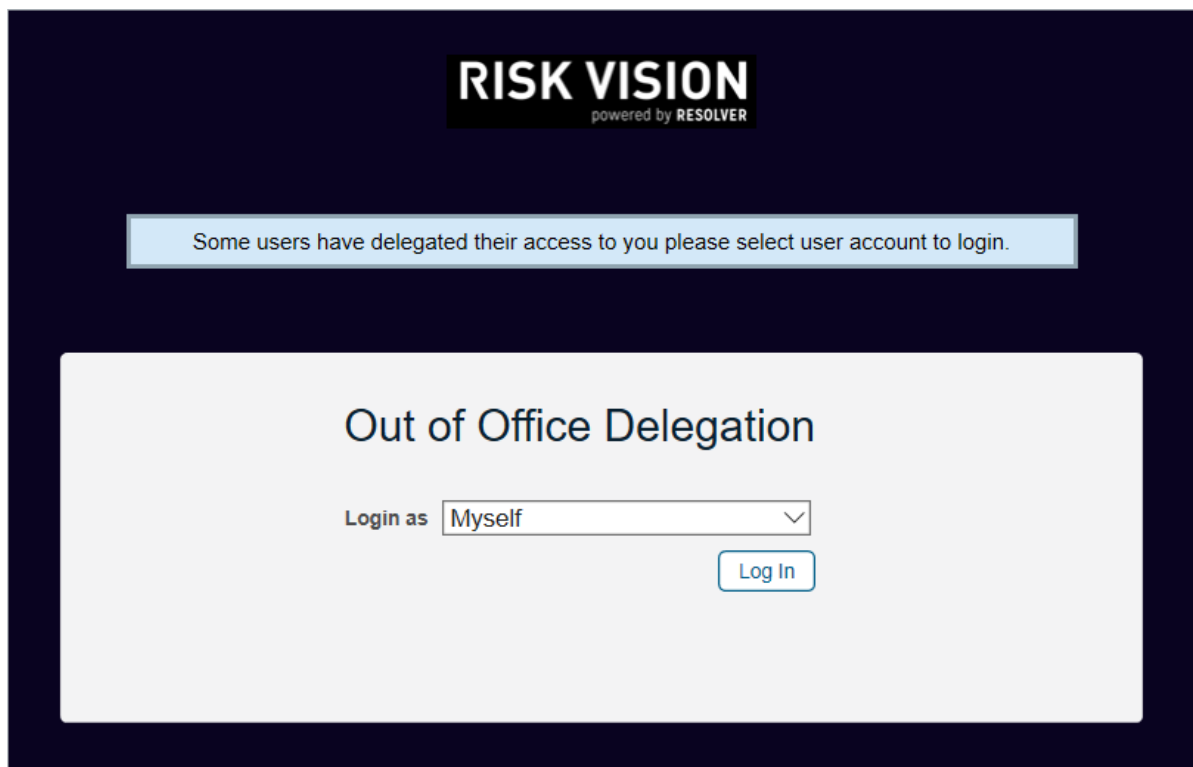 RISK VISION
powered by RESOLVER
Some users have delegated their access to you please select user account to login.
Out of Office Delegation
Login as Myself
Log In